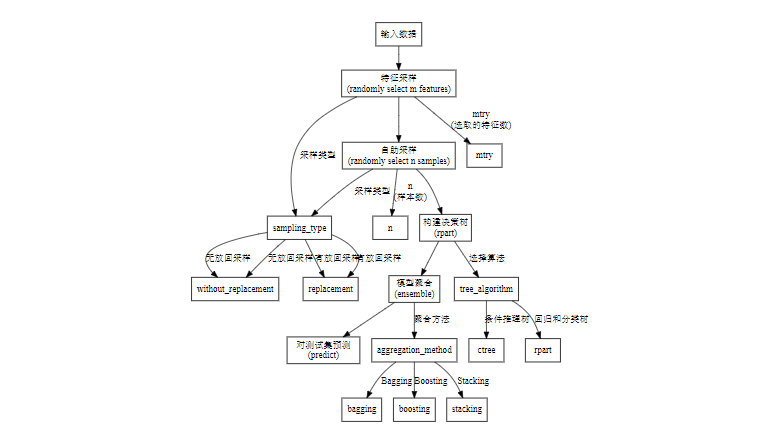 输入数据
特征采样
(randomly select m features)
mtry
(选取的特征数)
采样类型
自助采样
(randomly select n samples)
mtry
采样类型
n
(样本数)
sampling_type
n
构建决策树
(rpart)
无放回采样
无放回采样
有放回采样
有放回采样
选择算法
without_replacement
replacement
模型聚合
(ensemble)
tree_algorithm
聚合方法
条件推理树
回归和分类树
对测试集预测
(predict)
aggregation_method
ctree
rpart
Bagging
Boosting
Stacking
bagging
boosting
stacking